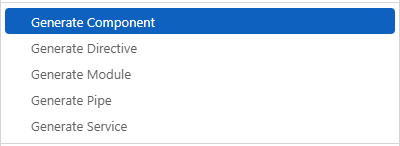 Generate Component
Generate Directive
Generate Module
Generate Pipe
Generate Service